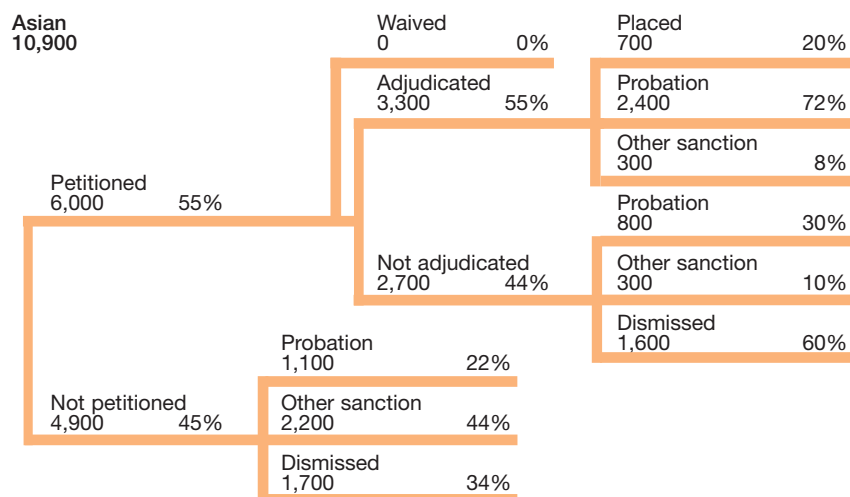 Asian
10,900
Waived
0 0%
Placed
700 20%
Adjudicated
3,300 55%
Probation
2,400 72%
Other sanction
300 8%
Petitioned
6,000 55%
Probation
800 30%
Not adjudicated
2,700 44%
Other sanction
300 10%
Dismissed
1,600 60%
Probation
1,100 22%
Not petitioned
4,900 45%
Other sanction
2,200 44%
Dismissed
1,700 34%